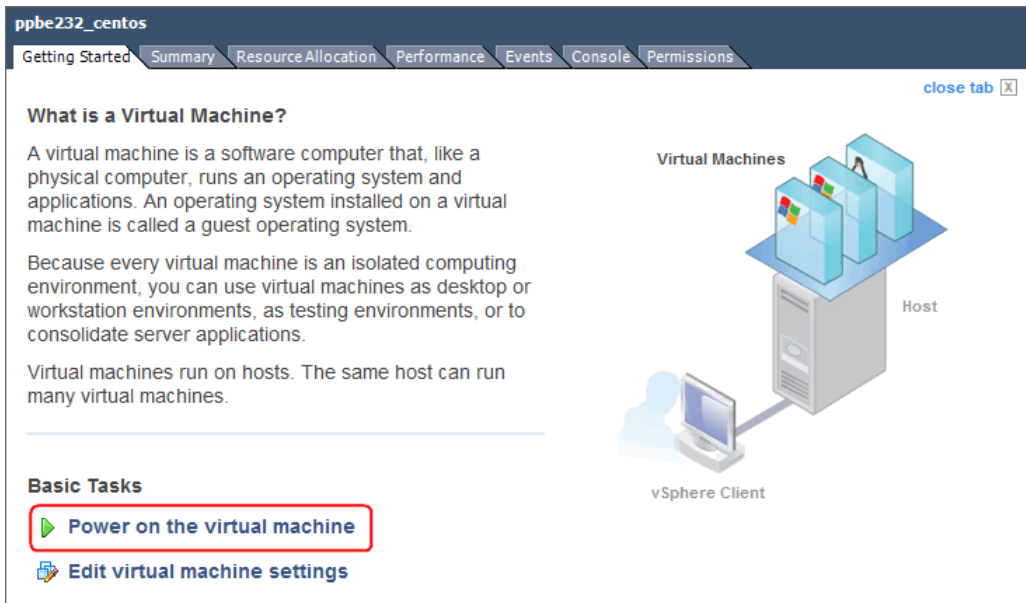 ppbe232_centos
Getting Started Summary Resource Allocation Performance Events Console Permissions
close tab X
What is a Virtual Machine?
A virtual machine is a software computer that, like a
physical computer, runs an operating system and
applications. An operating system installed on a virtual
machine is called a guest operating system.
Because every virtual machine is an isolated computing
environment, you can use virtual machines as desktop or
workstation environments, as testing environments, or to
consolidate server applications.
Virtual machines run on hosts. The same host can run
many virtual machines.
Virtual Machines
Host
vSphere Client
Basic Tasks
Power on the virtual machine
Edit virtual machine settings